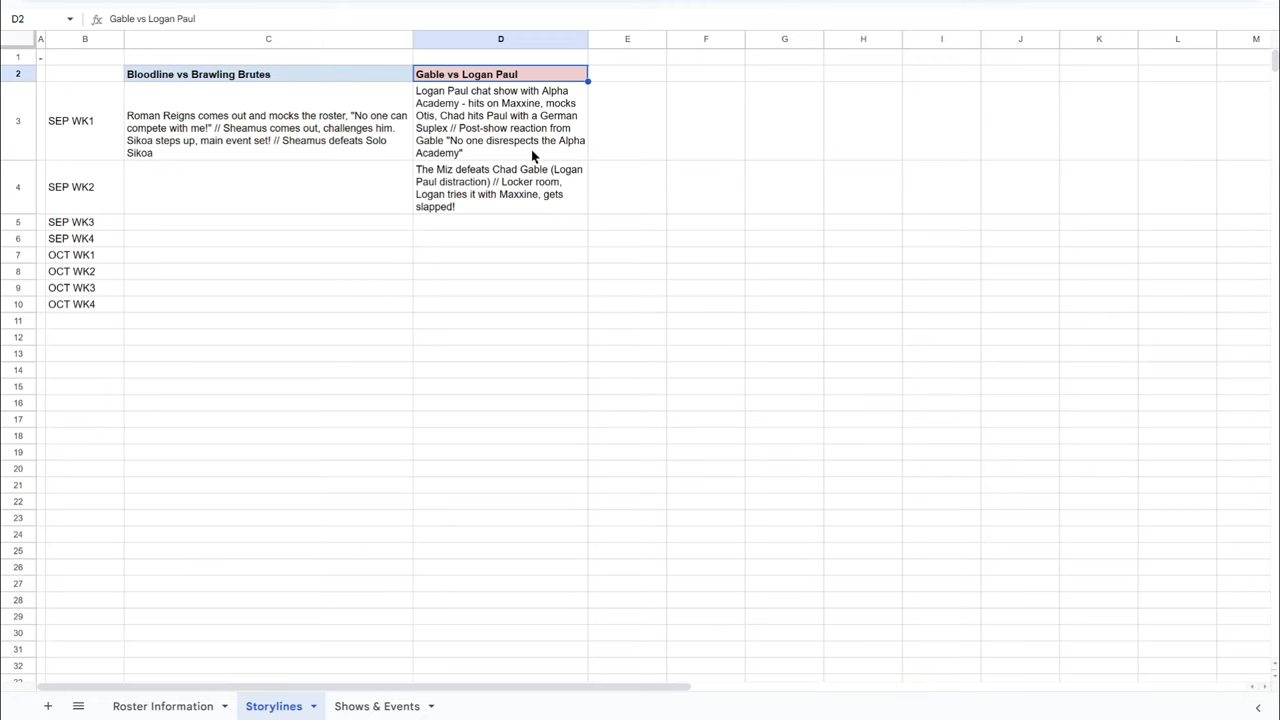 D2
fx
Gable vs Logan Paul
A B C D E F G H I J K L M
1 -
2 Bloodline vs Brawling Brutes Gable vs Logan Paul
3 SEP WK1
Roman Reigns comes out and mocks the roster, "No one can
compete with me!" // Sheamus comes out, challenges him.
Sikoa steps up, main event set! // Sheamus defeats Solo
Sikoa
Logan Paul chat show with Alpha
Academy - hits on Maxxine, mocks
Otis, Chad hits Paul with a German
Suplex // Post-show reaction from
Gable "No one disrespects the Alpha
Academy"
4 SEP WK2
The Miz defeats Chad Gable (Logan
Paul distraction) // Locker room,
Logan tries it with Maxxine, gets
slapped!
5 SEP WK3
6 SEP WK4
7 OCT WK1
8 OCT WK2
9 OCT WK3
10 OCT WK4
11
12
13
14
15
16
17
18
19
20
21
22
23
24
25
26
27
28
29
30
31
32
Roster Information Storylines Shows & Events